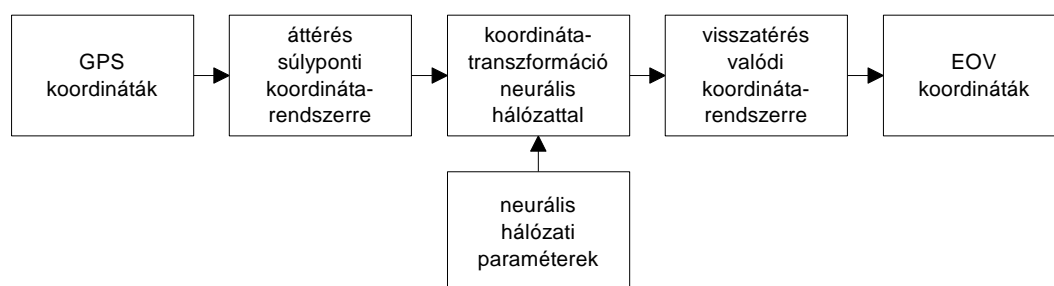 GPS
koordináták
áttérés
súlyponti
koordináta-
rendszerre
koordináta-
transzformáció
neurális
hálózattal
visszatérés
valódi
koordináta-
rendszerre
EOV
koordináták
neurális
hálózati
paraméterek